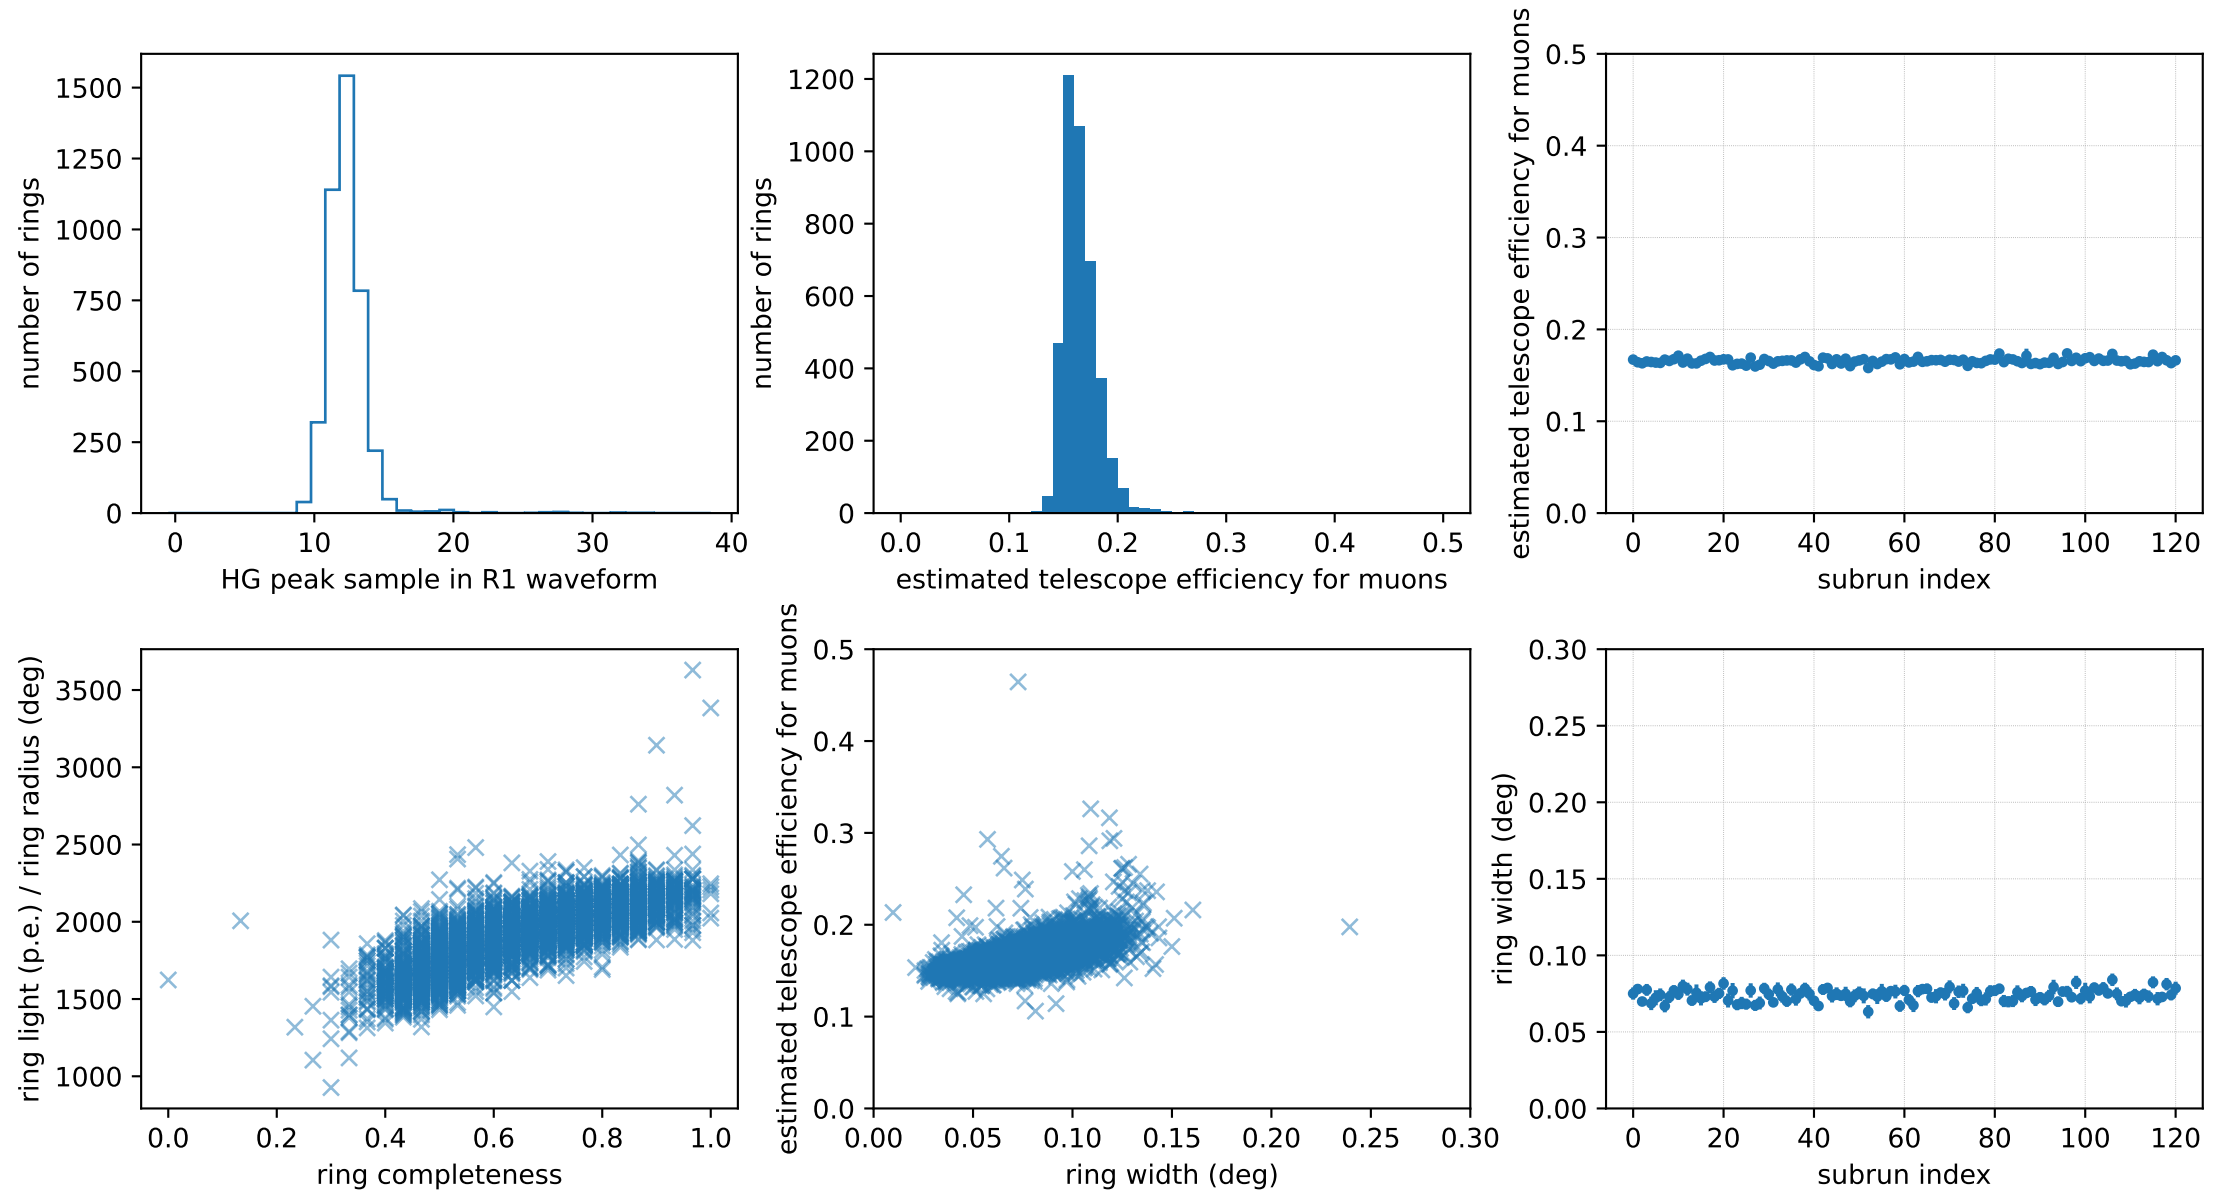 1500
1250
1000
750
500
250
0
number of rings
0 10 20 30 40
HG peak sample in R1 waveform
1200
1000
800
600
400
200
0
number of rings
0.0 0.1 0.2 0.3 0.4 0.5
estimated telescope efficiency for muons
0.5
0.4
0.3
0.2
0.1
0.0
estimated telescope efficiency for muons
0 20 40 60 80 100 120
subrun index
3500
3000
2500
2000
1500
1000
ring light (p.e.) / ring radius (deg)
0.0 0.2 0.4 0.6 0.8 1.0
ring completeness
0.5
0.4
0.3
0.2
0.1
0.0
estimated telescope efficiency for muons
0.00 0.05 0.10 0.15 0.20 0.25 0.30
ring width (deg)
0.30
0.25
0.20
0.15
0.10
0.05
0.00
ring width (deg)
0 20 40 60 80 100 120
subrun index